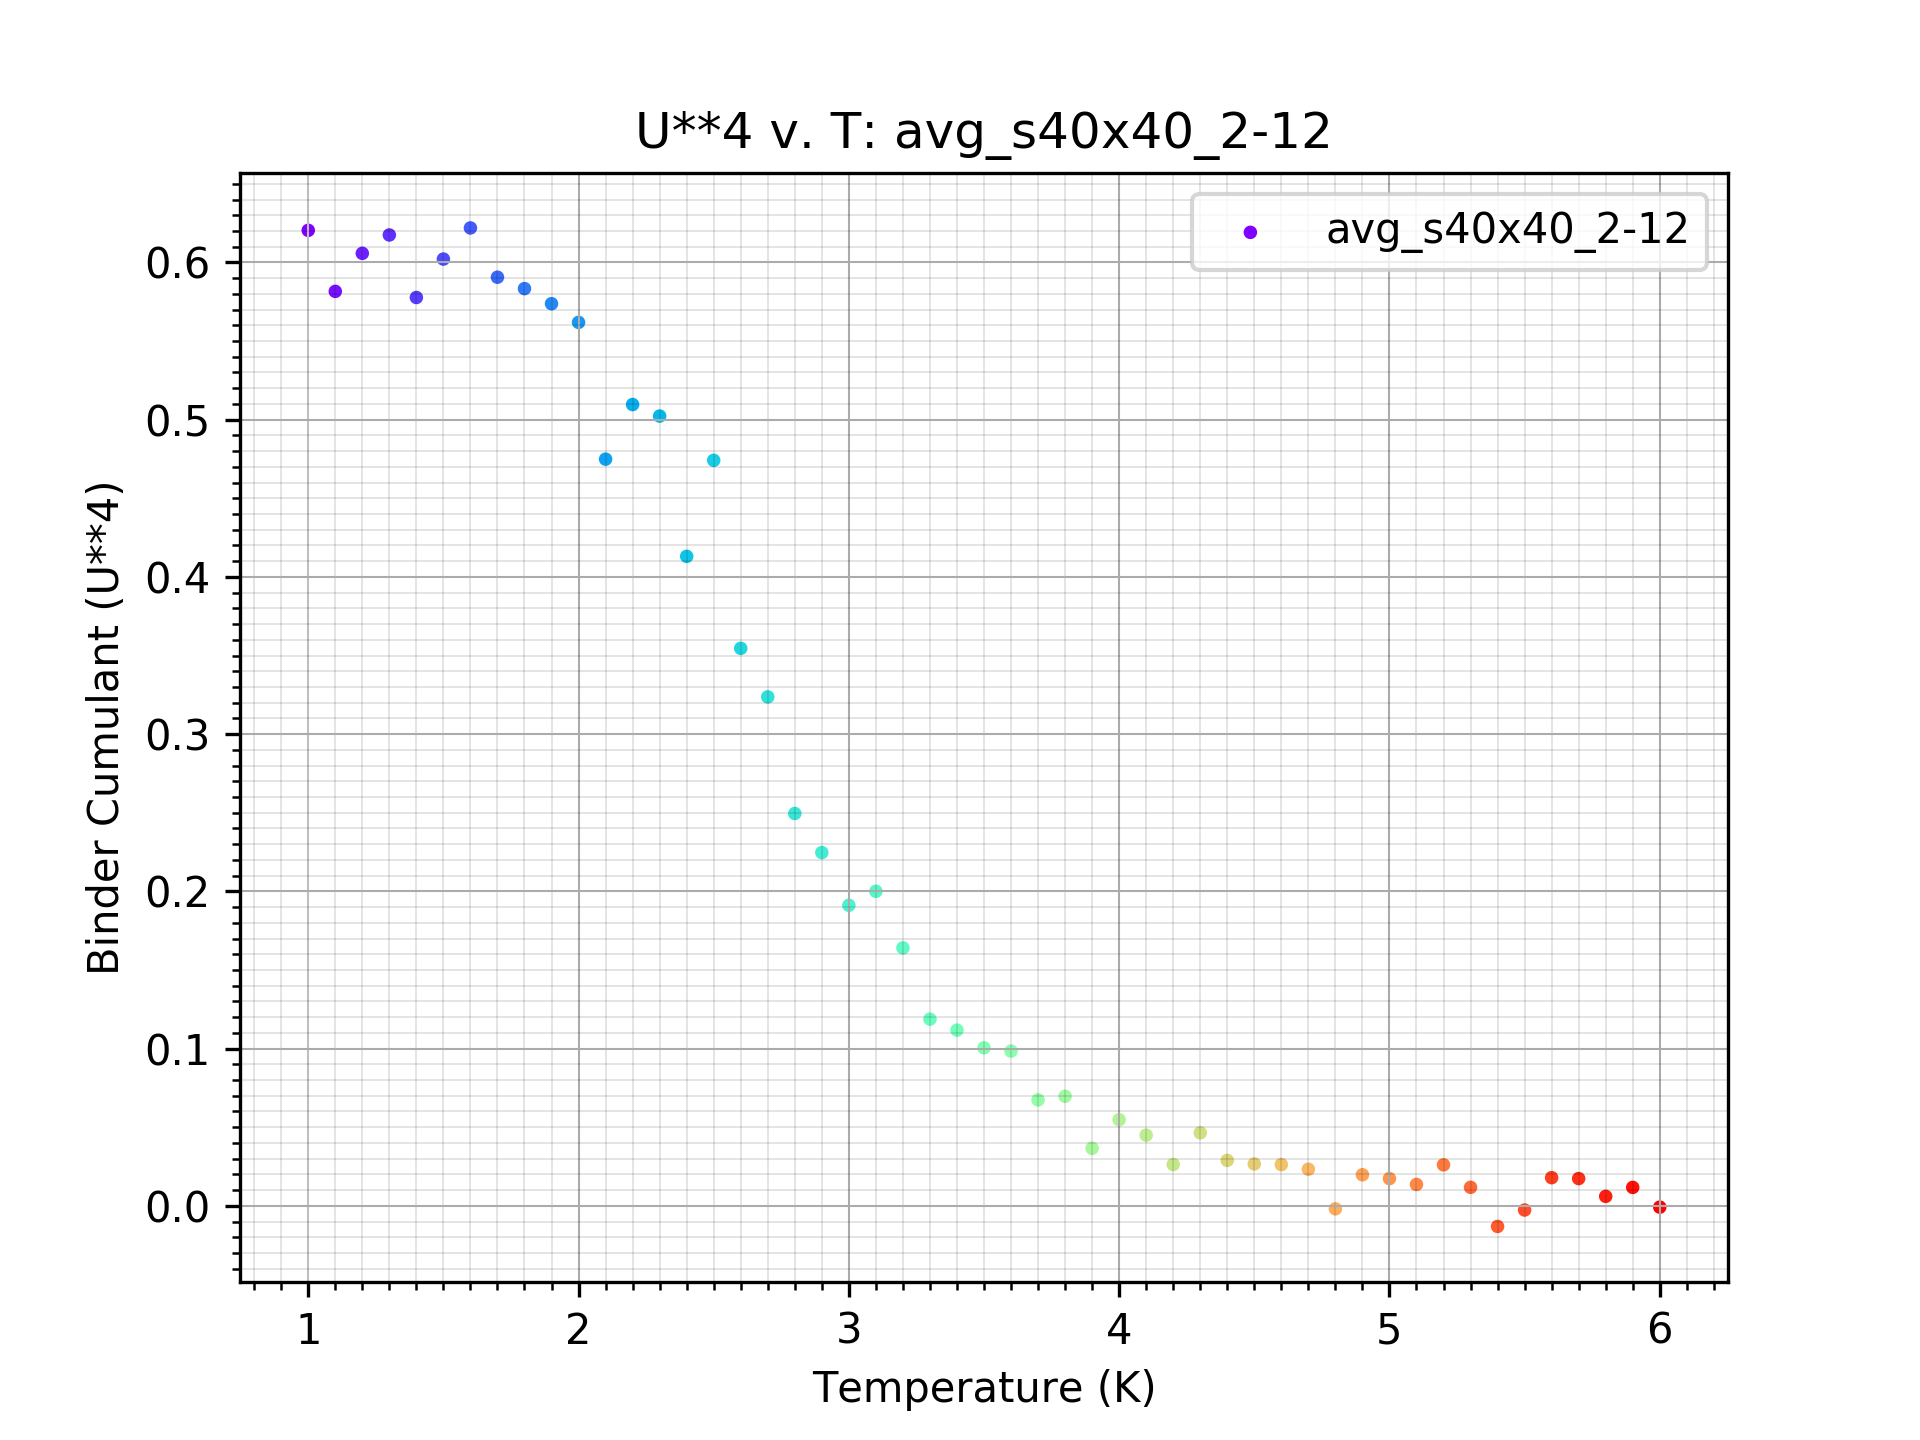 U**4 v. T: avg_s40x40_2-12
avg_s40x40_2-12
Binder Cumulant (U**4)
0.6
0.5
0.4
0.3
0.2
0.1
0.0
1 2 3 4 5 6
Temperature (K)